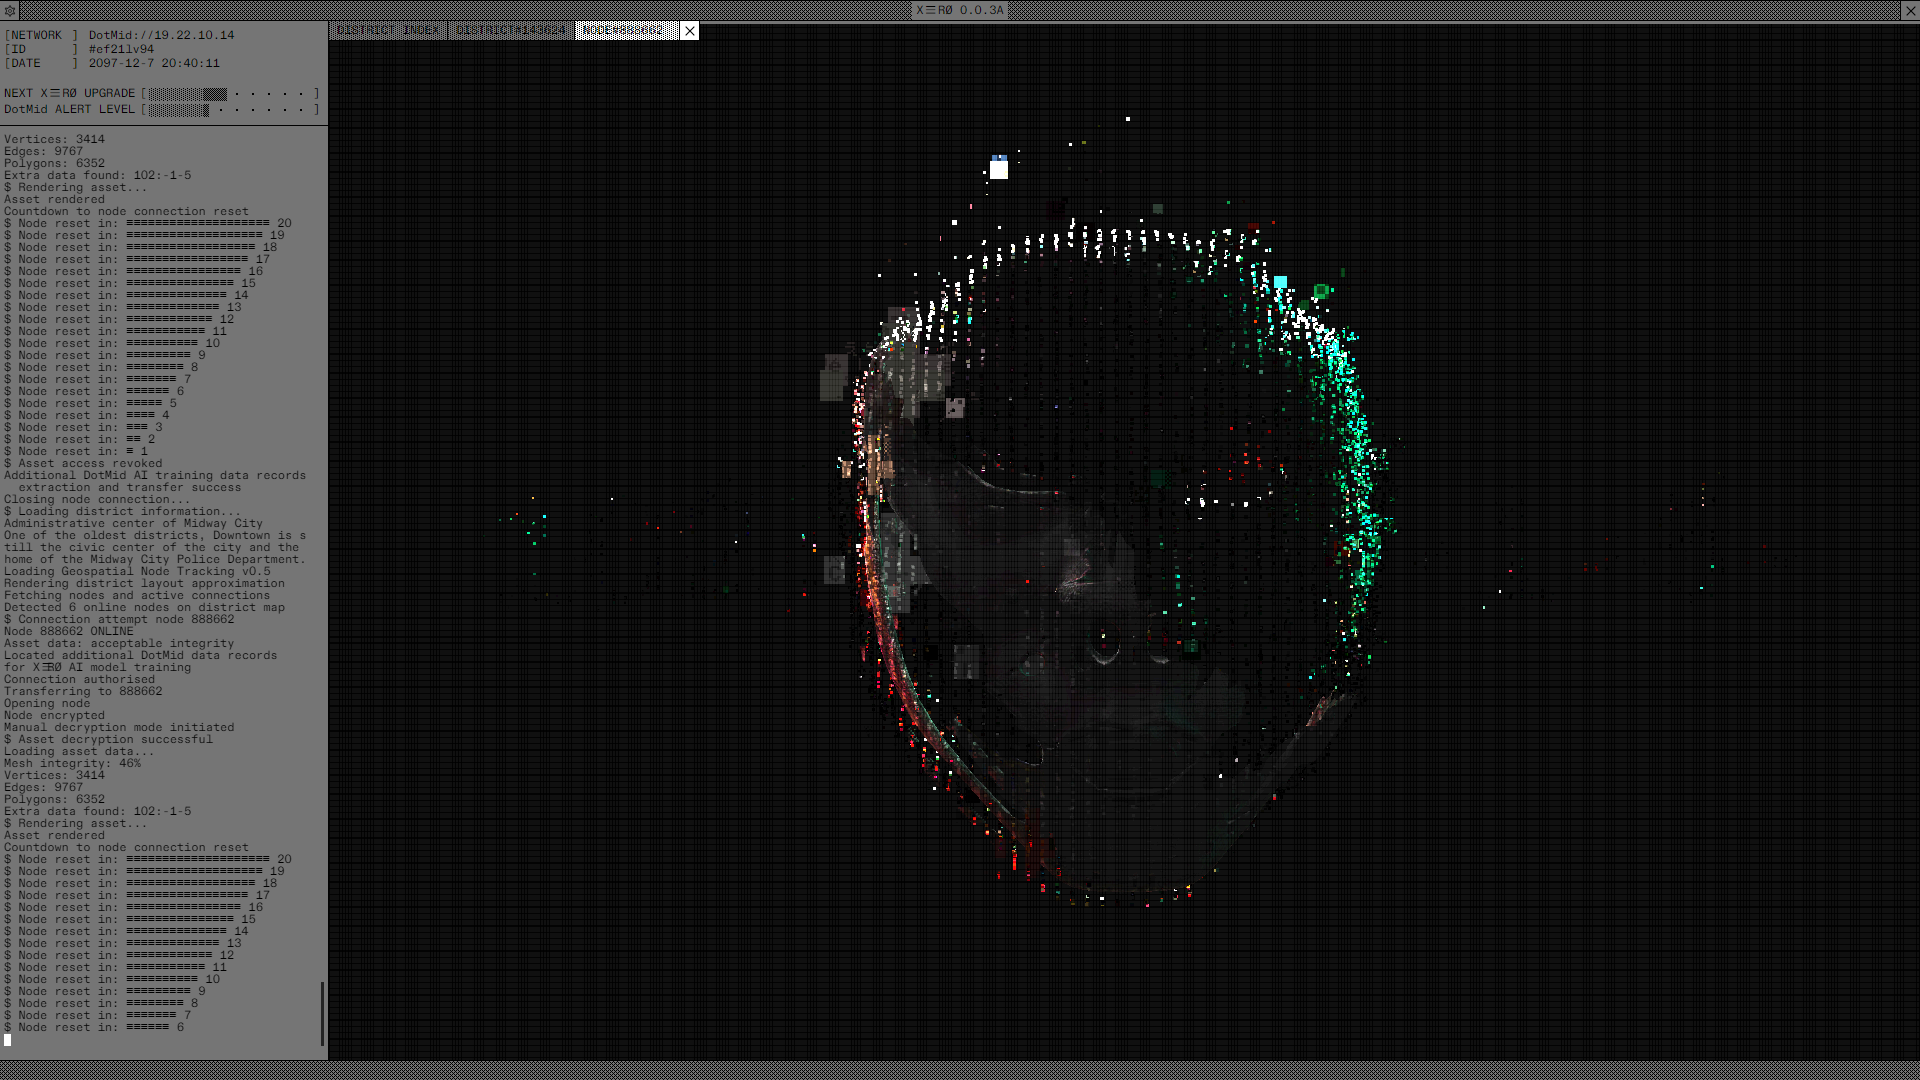 X☰RØ 0.0.3A
[NETWORK ] DotMid://19.22.10.14
[ID ] #ef21lv94
[DATE ] 2097-12-7 20:40:11
NEXT X☰RØ UPGRADE [ · · · · · ]
DotMid ALERT LEVEL [ · · · · · · ]
DISTRICT INDEX
DISTRICT#143624
NODE#888662
Vertices: 3414
Edges: 9767
Polygons: 6352
Extra data found: 102:-1-5
$ Rendering asset...
Asset rendered
Countdown to node connection reset
$ Node reset in: ≡≡≡≡≡≡≡≡≡≡≡≡≡≡≡≡≡≡≡≡ 20
$ Node reset in: ≡≡≡≡≡≡≡≡≡≡≡≡≡≡≡≡≡≡≡ 19
$ Node reset in: ≡≡≡≡≡≡≡≡≡≡≡≡≡≡≡≡≡≡ 18
$ Node reset in: ≡≡≡≡≡≡≡≡≡≡≡≡≡≡≡≡≡ 17
$ Node reset in: ≡≡≡≡≡≡≡≡≡≡≡≡≡≡≡≡ 16
$ Node reset in: ≡≡≡≡≡≡≡≡≡≡≡≡≡≡≡ 15
$ Node reset in: ≡≡≡≡≡≡≡≡≡≡≡≡≡≡ 14
$ Node reset in: ≡≡≡≡≡≡≡≡≡≡≡≡≡ 13
$ Node reset in: ≡≡≡≡≡≡≡≡≡≡≡≡ 12
$ Node reset in: ≡≡≡≡≡≡≡≡≡≡≡ 11
$ Node reset in: ≡≡≡≡≡≡≡≡≡≡ 10
$ Node reset in: ≡≡≡≡≡≡≡≡≡ 9
$ Node reset in: ≡≡≡≡≡≡≡≡ 8
$ Node reset in: ≡≡≡≡≡≡≡ 7
$ Node reset in: ≡≡≡≡≡≡ 6
$ Node reset in: ≡≡≡≡≡ 5
$ Node reset in: ≡≡≡≡ 4
$ Node reset in: ≡≡≡ 3
$ Node reset in: ≡≡ 2
$ Node reset in: ≡ 1
$ Asset access revoked
Additional DotMid AI training data records
extraction and transfer success
Closing node connection...
$ Loading district information...
Administrative center of Midway City
One of the oldest districts, Downtown is s
till the civic center of the city and the
home of the Midway City Police Department.
Loading Geospatial Node Tracking v0.5
Rendering district layout approximation
Fetching nodes and active connections
Detected 6 online nodes on district map
$ Connection attempt node 888662
Node 888662 ONLINE
Asset data: acceptable integrity
Located additional DotMid data records
for X☰RØ AI model training
Connection authorised
Transferring to 888662
Opening node
Node encrypted
Manual decryption mode initiated
$ Asset decryption successful
Loading asset data...
Mesh integrity: 46%
Vertices: 3414
Edges: 9767
Polygons: 6352
Extra data found: 102:-1-5
$ Rendering asset...
Asset rendered
Countdown to node connection reset
$ Node reset in: ≡≡≡≡≡≡≡≡≡≡≡≡≡≡≡≡≡≡≡≡ 20
$ Node reset in: ≡≡≡≡≡≡≡≡≡≡≡≡≡≡≡≡≡≡≡ 19
$ Node reset in: ≡≡≡≡≡≡≡≡≡≡≡≡≡≡≡≡≡≡ 18
$ Node reset in: ≡≡≡≡≡≡≡≡≡≡≡≡≡≡≡≡≡ 17
$ Node reset in: ≡≡≡≡≡≡≡≡≡≡≡≡≡≡≡≡ 16
$ Node reset in: ≡≡≡≡≡≡≡≡≡≡≡≡≡≡≡ 15
$ Node reset in: ≡≡≡≡≡≡≡≡≡≡≡≡≡≡ 14
$ Node reset in: ≡≡≡≡≡≡≡≡≡≡≡≡≡ 13
$ Node reset in: ≡≡≡≡≡≡≡≡≡≡≡≡ 12
$ Node reset in: ≡≡≡≡≡≡≡≡≡≡≡ 11
$ Node reset in: ≡≡≡≡≡≡≡≡≡≡ 10
$ Node reset in: ≡≡≡≡≡≡≡≡≡ 9
$ Node reset in: ≡≡≡≡≡≡≡≡ 8
$ Node reset in: ≡≡≡≡≡≡≡ 7
$ Node reset in: ≡≡≡≡≡≡ 6